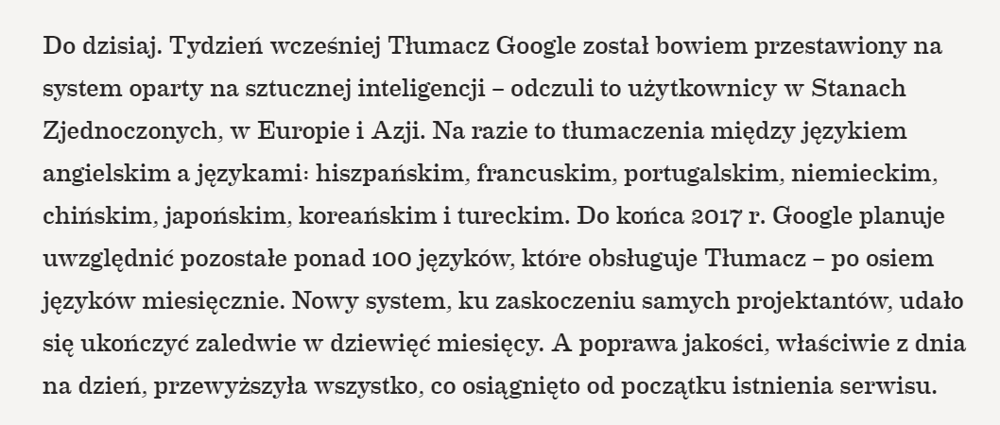 Do dzisiaj. Tydzień wcześniej Tłumacz Google został bowiem przestawiony na
system oparty na sztucznej inteligencji – odczuli to użytkownicy w Stanach
Zjednoczonych, w Europie i Azji. Na razie to tłumaczenia między językiem
angielskim a językami: hiszpańskim, francuskim, portugalskim, niemieckim,
chińskim, japońskim, koreańskim i tureckim. Do końca 2017 r. Google planuje
uwzględnić pozostałe ponad 100 języków, które obsługuje Tłumacz – po osiem
języków miesięcznie. Nowy system, ku zaskoczeniu samych projektantów, udało
się ukończyć zaledwie w dziewięć miesięcy. A poprawa jakości, właściwie z dnia
na dzień, przewyższyła wszystko, co osiągnięto od początku istnienia serwisu.